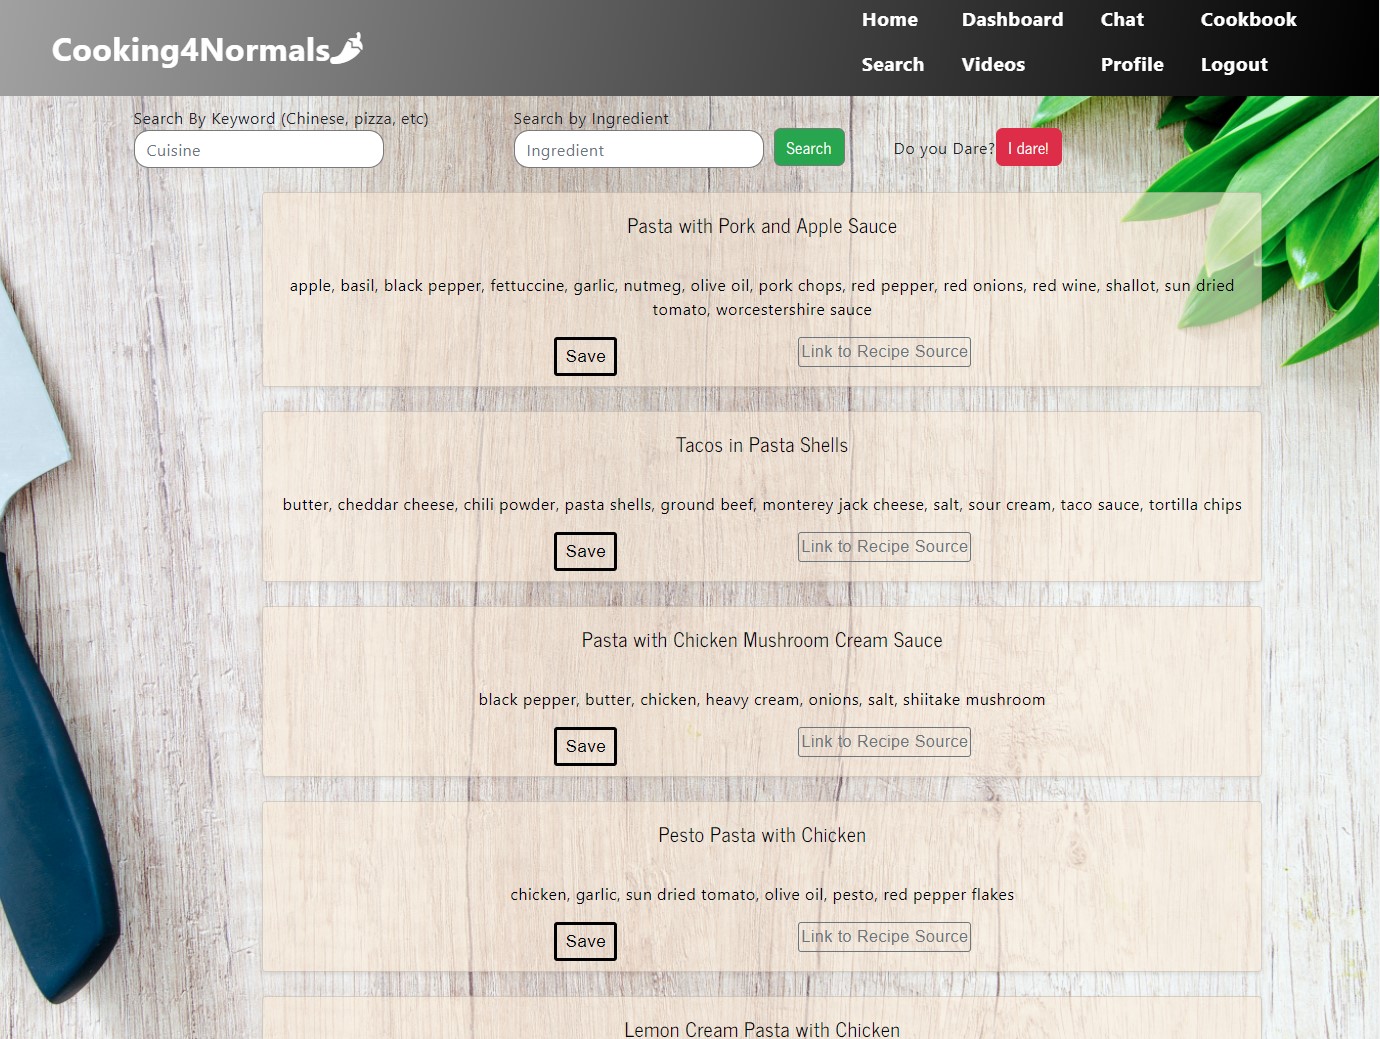 Cooking4Normals
Home Dashboard Chat Cookbook
Search Videos Profile Logout
Search By Keyword (Chinese, pizza, etc)
Cuisine
Search by Ingredient
Ingredient
Search
Do you Dare? I dare!
Pasta with Pork and Apple Sauce
apple, basil, black pepper, fettuccine, garlic, nutmeg, olive oil, pork chops, red pepper, red onions, red wine, shallot, sun dried
tomato, worcestershire sauce
Save
Link to Recipe Source
Tacos in Pasta Shells
butter, cheddar cheese, chili powder, pasta shells, ground beef, monterey jack cheese, salt, sour cream, taco sauce, tortilla chips
Save
Link to Recipe Source
Pasta with Chicken Mushroom Cream Sauce
black pepper, butter, chicken, heavy cream, onions, salt, shiitake mushroom
Save
Link to Recipe Source
Pesto Pasta with Chicken
chicken, garlic, sun dried tomato, olive oil, pesto, red pepper flakes
Save
Link to Recipe Source
Lemon Cream Pasta with Chicken